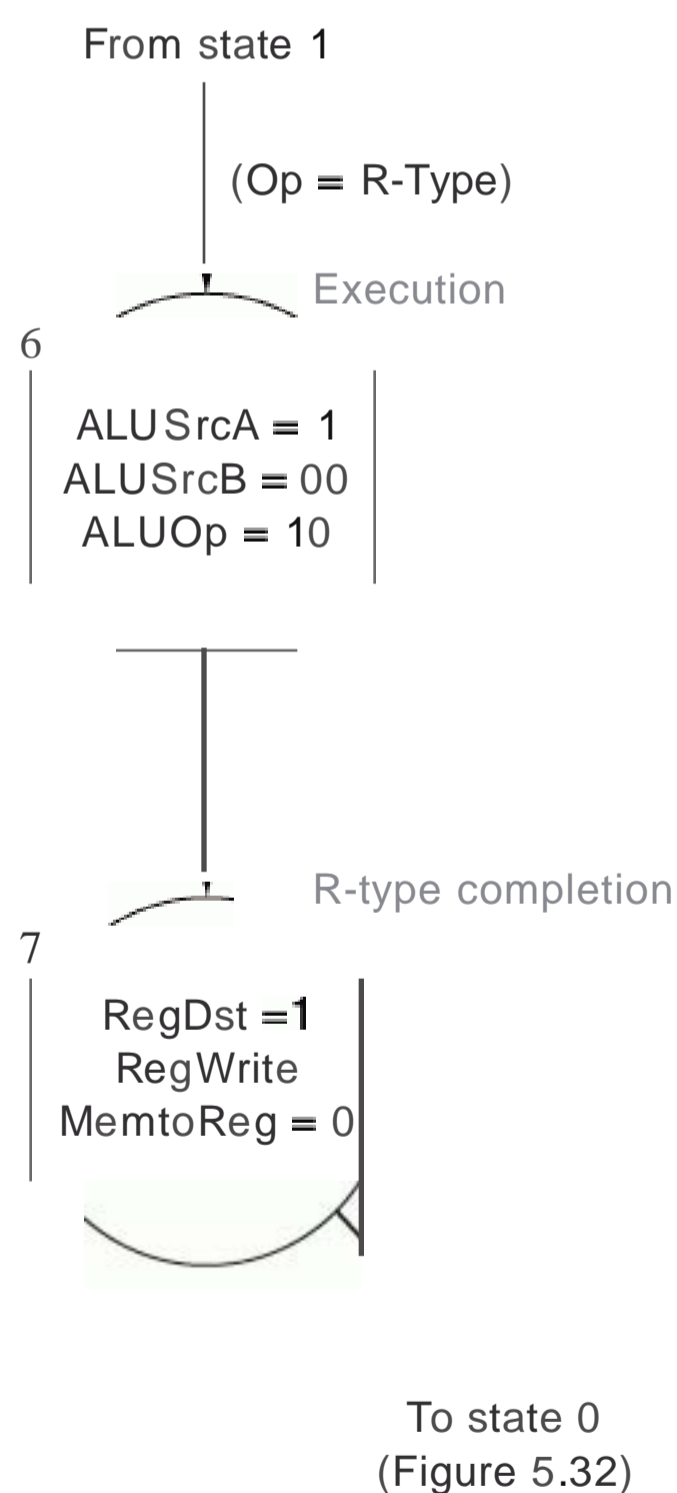 From state 1
(Op = R-Type)
Execution
6
ALUSrcA = 1
ALUSrcB = 00
ALUOp = 10
R-type completion
7
RegDst =1
RegWrite
MemtoReg = 0
To state 0
(Figure 5.32)